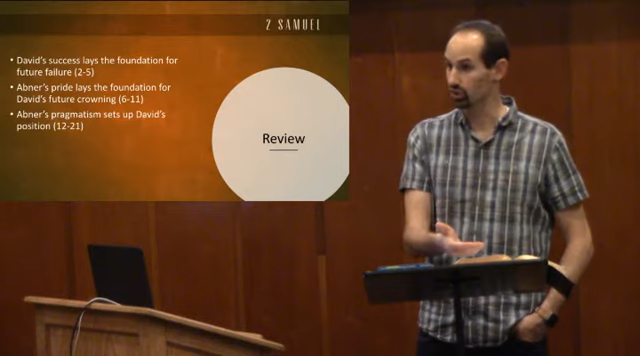 2 SAMUEL
• David's success lays the foundation for
future failure (2-5)
• Abner's pride lays the foundation for
David's future crowning (6-11)
• Abner's pragmatism sets up David's
position (12-21)
Review